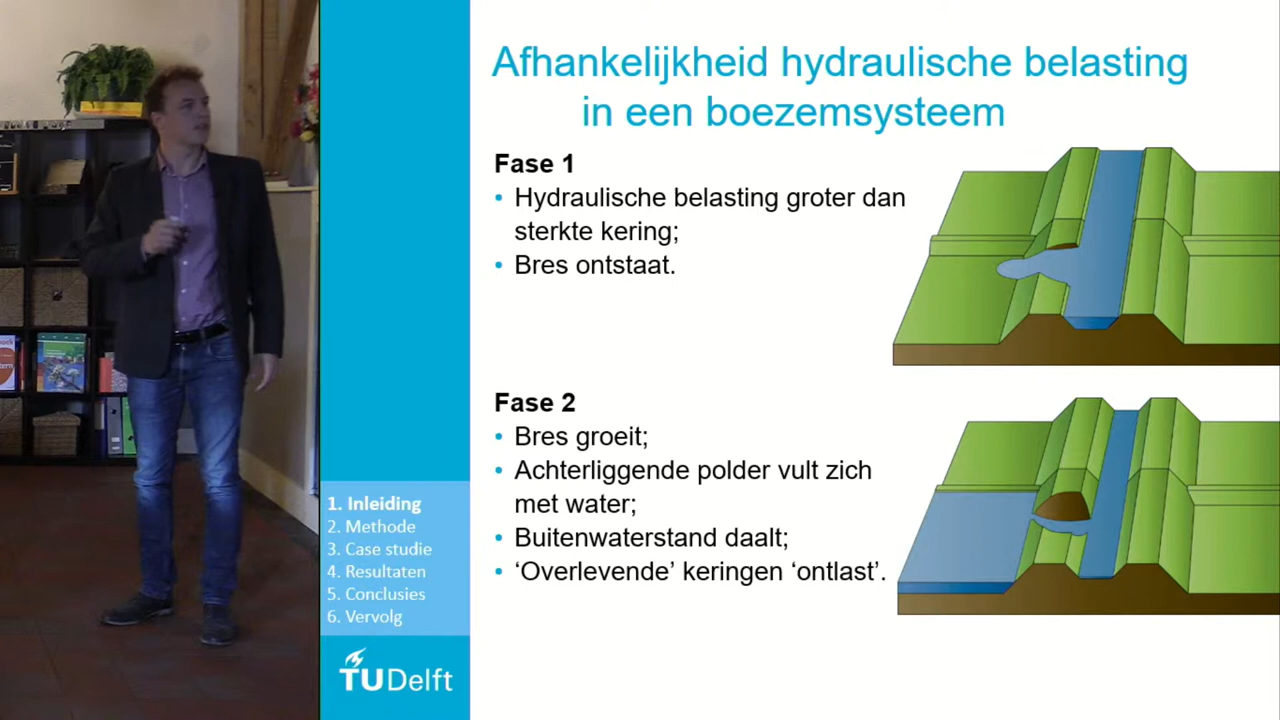 Afhankelijkheid hydraulische belasting
in een boezemsysteem
Fase 1
• Hydraulische belasting groter dan
sterkte kering;
• Bres ontstaat.
Fase 2
• Bres groeit;
• Achterliggende polder vult zich
met water;
• Buitenwaterstand daalt;
• ‘Overlevende’ keringen ‘ontlast’.
1. Inleiding
2. Methode
3. Case studie
4. Resultaten
5. Conclusies
6. Vervolg
TU Delft